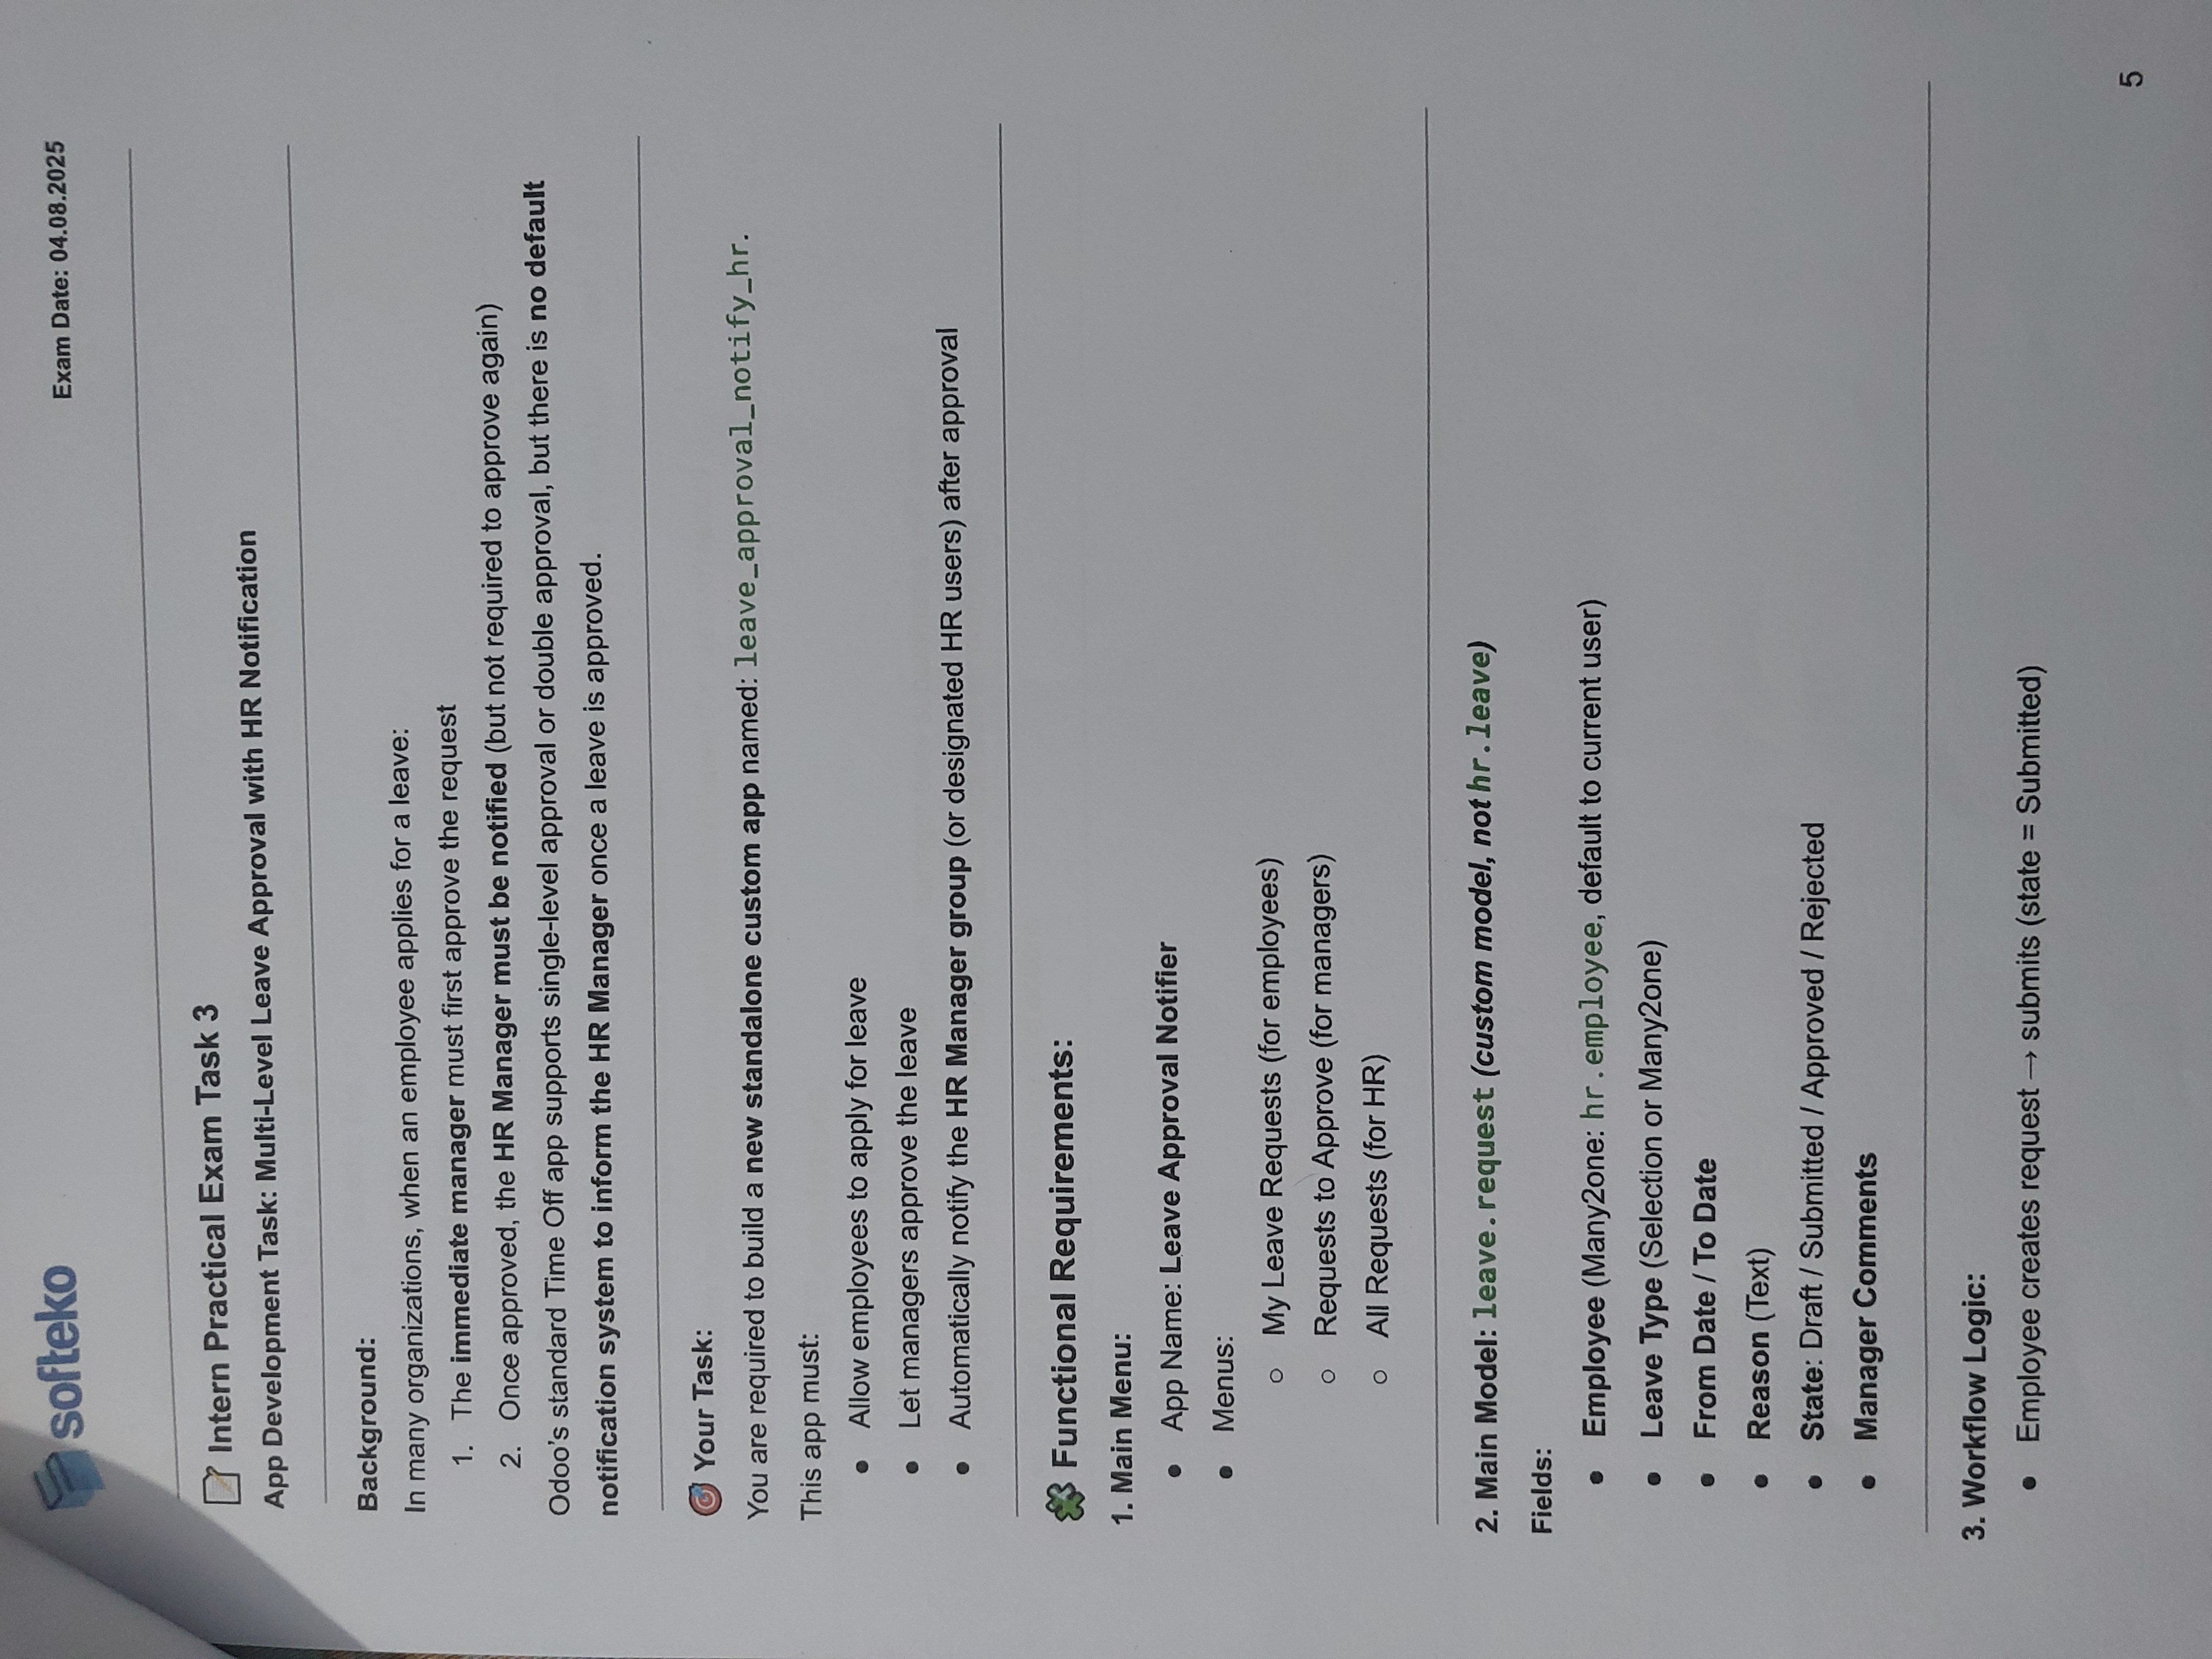 softeko
Exam Date: 04.08.2025
Intern Practical Exam Task 3
App Development Task: Multi-Level Leave Approval with HR Notification
Background:
In many organizations, when an employee applies for a leave:
1. The immediate manager must first approve the request
2. Once approved, the HR Manager must be notified (but not required to approve again)
Odoo's standard Time Off app supports single-level approval or double approval, but there is no default
notification system to inform the HR Manager once a leave is approved.
Your Task:
You are required to build a new standalone custom app named: leave_approval_notify_hr.
This app must:
● Allow employees to apply for leave
● Let managers approve the leave
● Automatically notify the HR Manager group (or designated HR users) after approval
Functional Requirements:
1. Main Menu:
● App Name: Leave Approval Notifier
● Menus:
○ My Leave Requests (for employees)
○ Requests to Approve (for managers)
○ All Requests (for HR)
2. Main Model: leave.request (custom model, not hr.leave)
Fields:
● Employee (Many2one: hr.employee, default to current user)
● Leave Type (Selection or Many2one)
● From Date / To Date
● Reason (Text)
● State: Draft / Submitted / Approved / Rejected
● Manager Comments
3. Workflow Logic:
● Employee creates request → submits (state = Submitted)
5